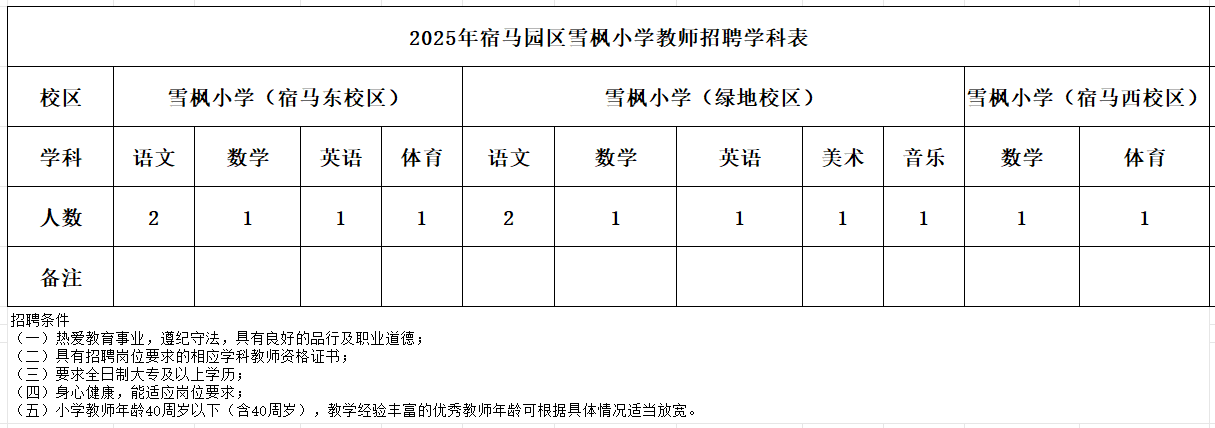 2025年宿马园区雪枫小学教师招聘学科表
校区 雪枫小学（宿马东校区） 雪枫小学（绿地校区） 雪枫小学（宿马西校区）
学科 语文 数学 英语 体育 语文 数学 英语 美术 音乐 数学 体育
人数 2 1 1 1 2 1 1 1 1 1 1
备注
招聘条件
（一）热爱教育事业，遵纪守法，具有良好的品行及职业道德；
（二）具有招聘岗位要求的相应学科教师资格证书；
（三）要求全日制大专及以上学历；
（四）身心健康，能适应岗位要求；
（五）小学教师年龄40周岁以下（含40周岁），教学经验丰富的优秀教师年龄可根据具体情况适当放宽。